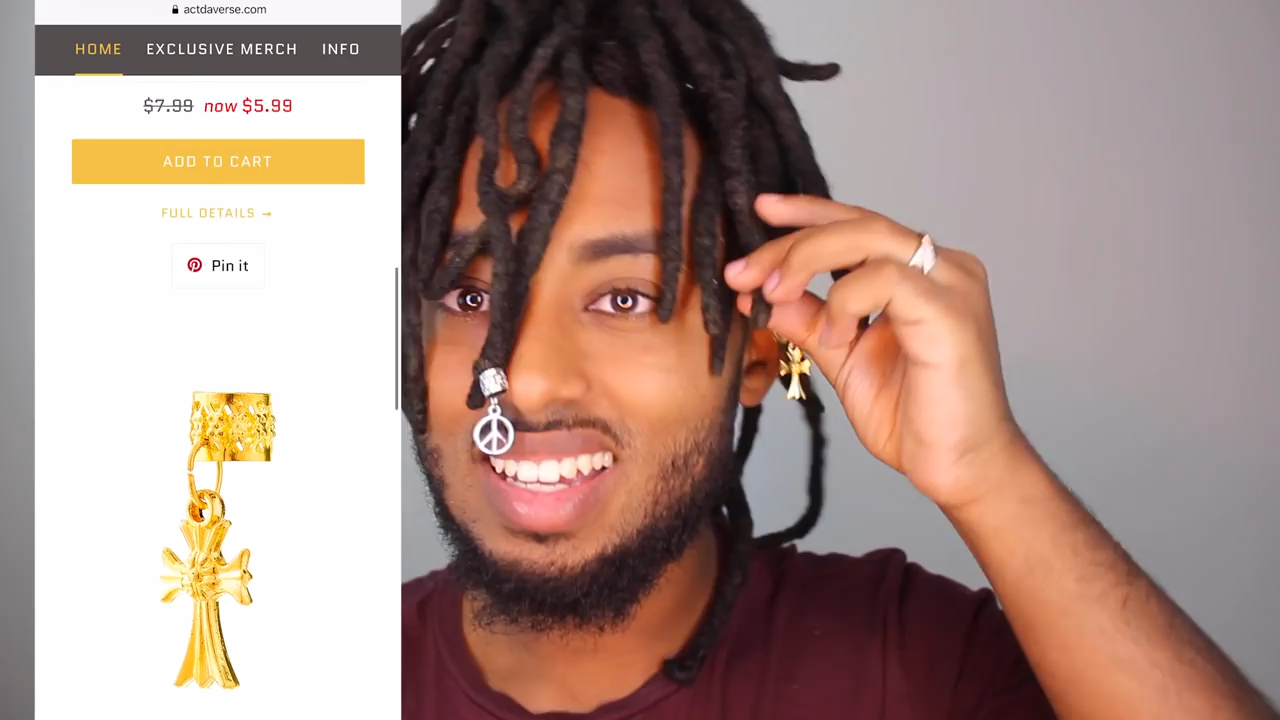 actdaverse.com
HOME EXCLUSIVE MERCH INFO
$7.99 now $5.99
ADD TO CART
FULL DETAILS →
Pin it